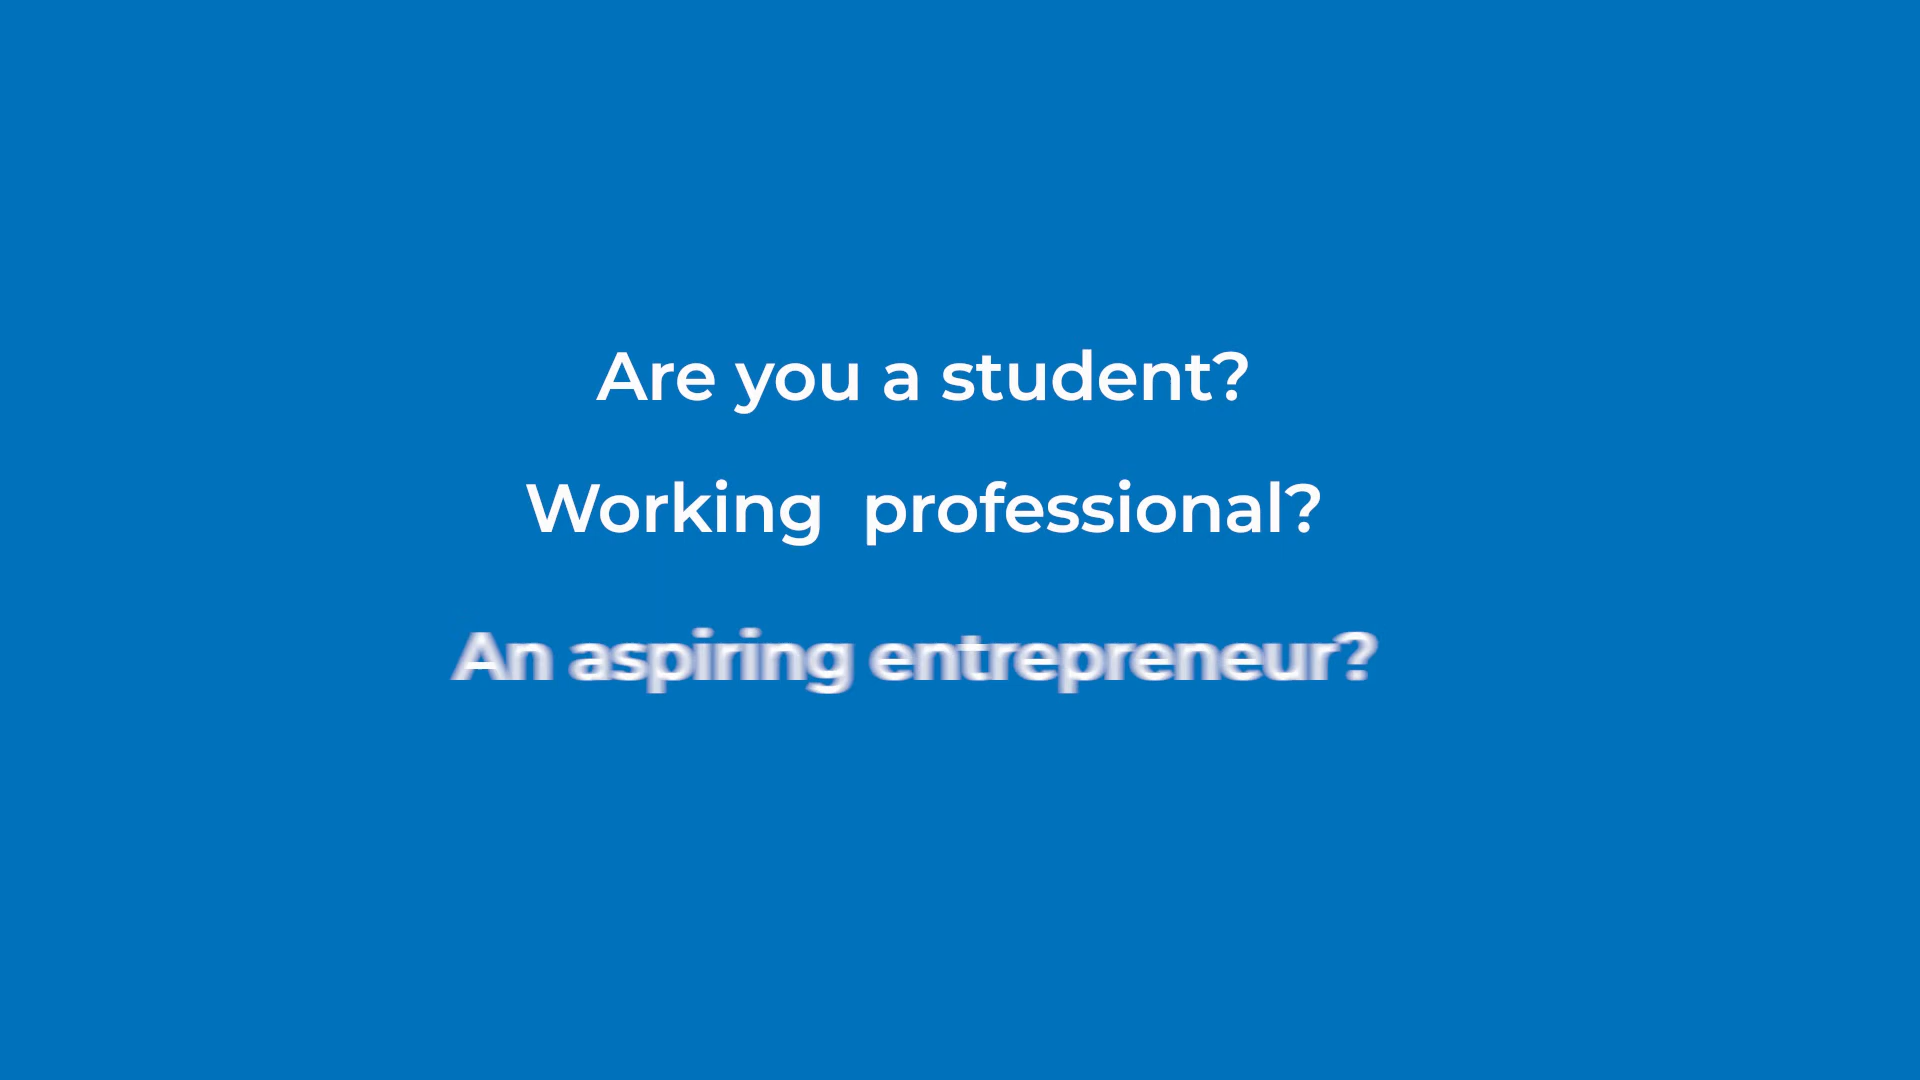 Are you a student?
Working  professional?
An aspiring entrepreneur?